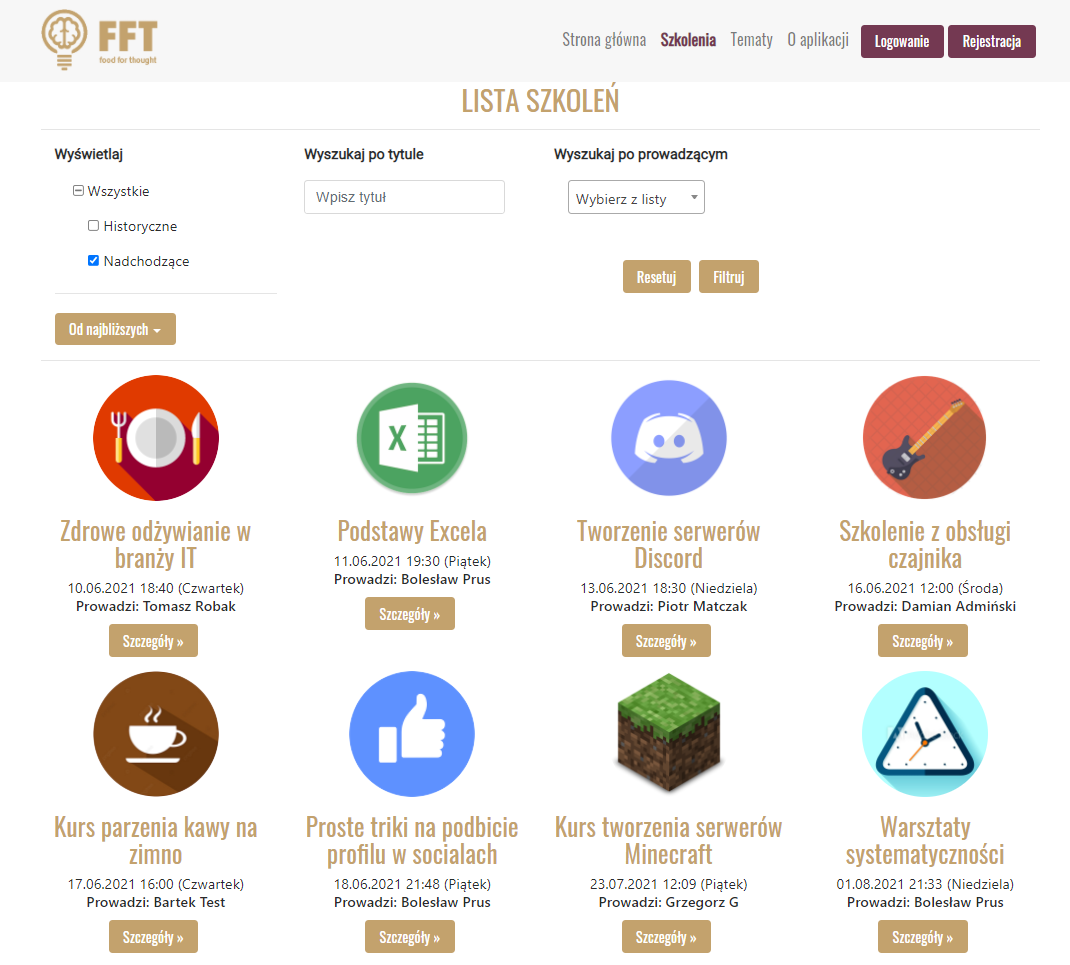 FFT
food for thought
Strona główna
Szkolenia
Tematy
O aplikacji
Logowanie
Rejestracja
LISTA SZKOLEŃ
Wyświetlaj
Wszystkie
Historyczne
Nadchodzące
Wyszukaj po tytule
Wpisz tytuł
Wyszukaj po prowadzącym
Wybierz z listy
Resetuj
Filtruj
Od najbliższych
X
Zdrowe odżywianie w
branży IT
10.06.2021 18:40 (Czwartek)
Prowadzi: Tomasz Robak
Szczegóły »
Podstawy Excela
11.06.2021 19:30 (Piątek)
Prowadzi: Bolesław Prus
Szczegóły »
Tworzenie serwerów
Discord
13.06.2021 18:30 (Niedziela)
Prowadzi: Piotr Matczak
Szczegóły »
Szkolenie z obsługi
czajnika
16.06.2021 12:00 (Środa)
Prowadzi: Damian Admiński
Szczegóły »
Kurs parzenia kawy na
zimno
17.06.2021 16:00 (Czwartek)
Prowadzi: Bartek Test
Szczegóły »
Proste triki na podbicie
profilu w socialach
18.06.2021 21:48 (Piątek)
Prowadzi: Bolesław Prus
Szczegóły »
Kurs tworzenia serwerów
Minecraft
23.07.2021 12:09 (Piątek)
Prowadzi: Grzegorz G
Szczegóły »
Warsztaty
systematyczności
01.08.2021 21:33 (Niedziela)
Prowadzi: Bolesław Prus
Szczegóły »